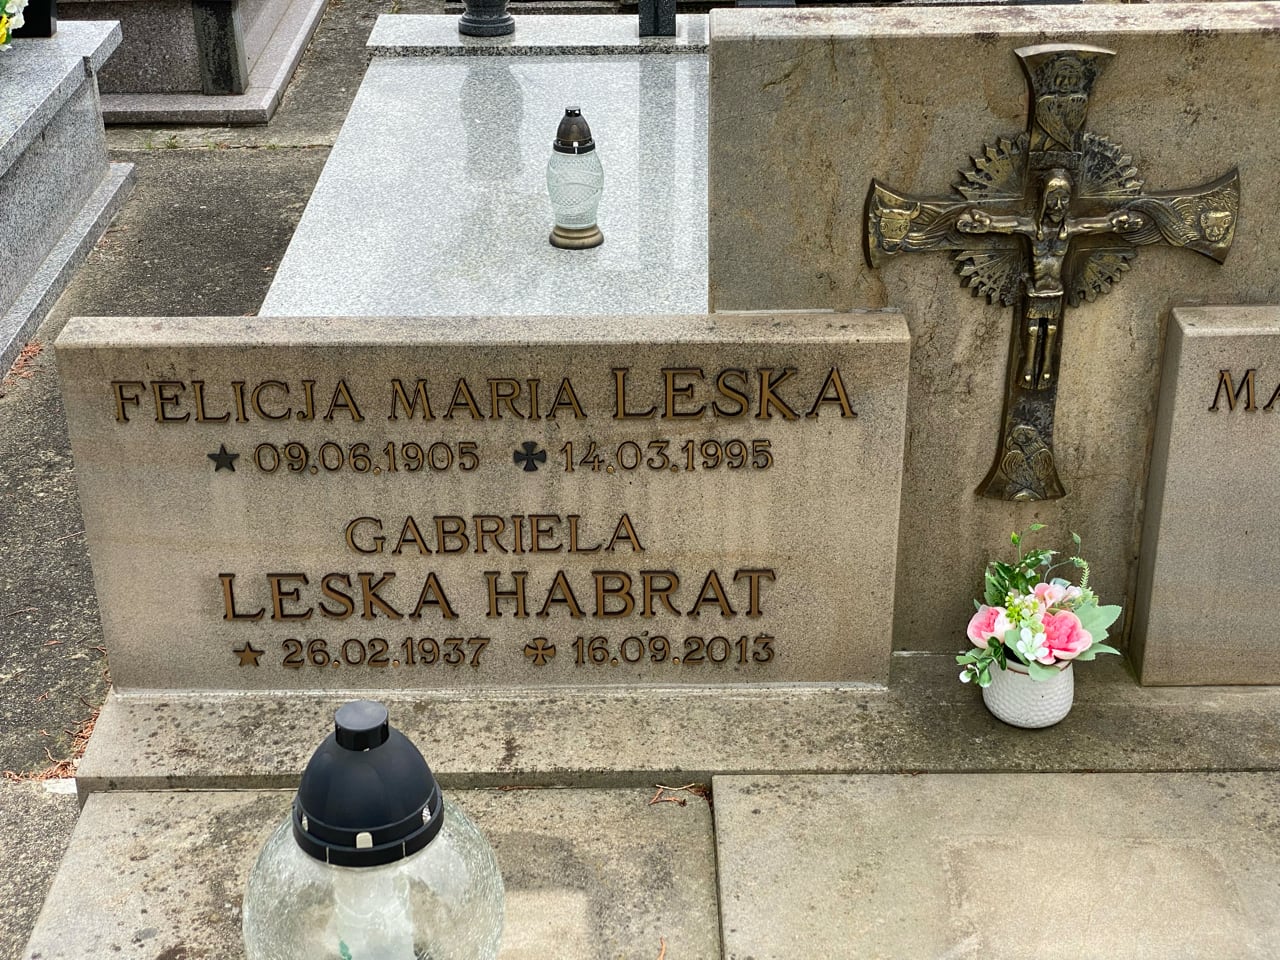 FELICJA MARIA LESKA
09.06.1905 14.03.1995
GABRIELA
LESKA HABRAT
26.02.1937 16.09.2013